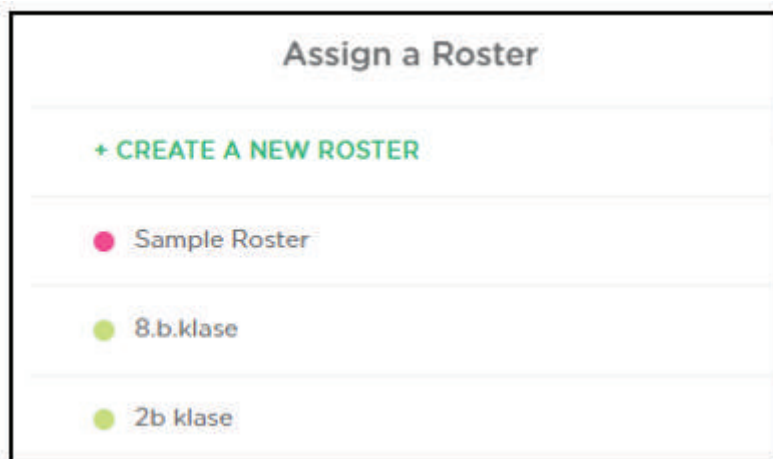 Assign a Roster
+ CREATE A NEW ROSTER
Sample Roster
8.b.klase
2b klase